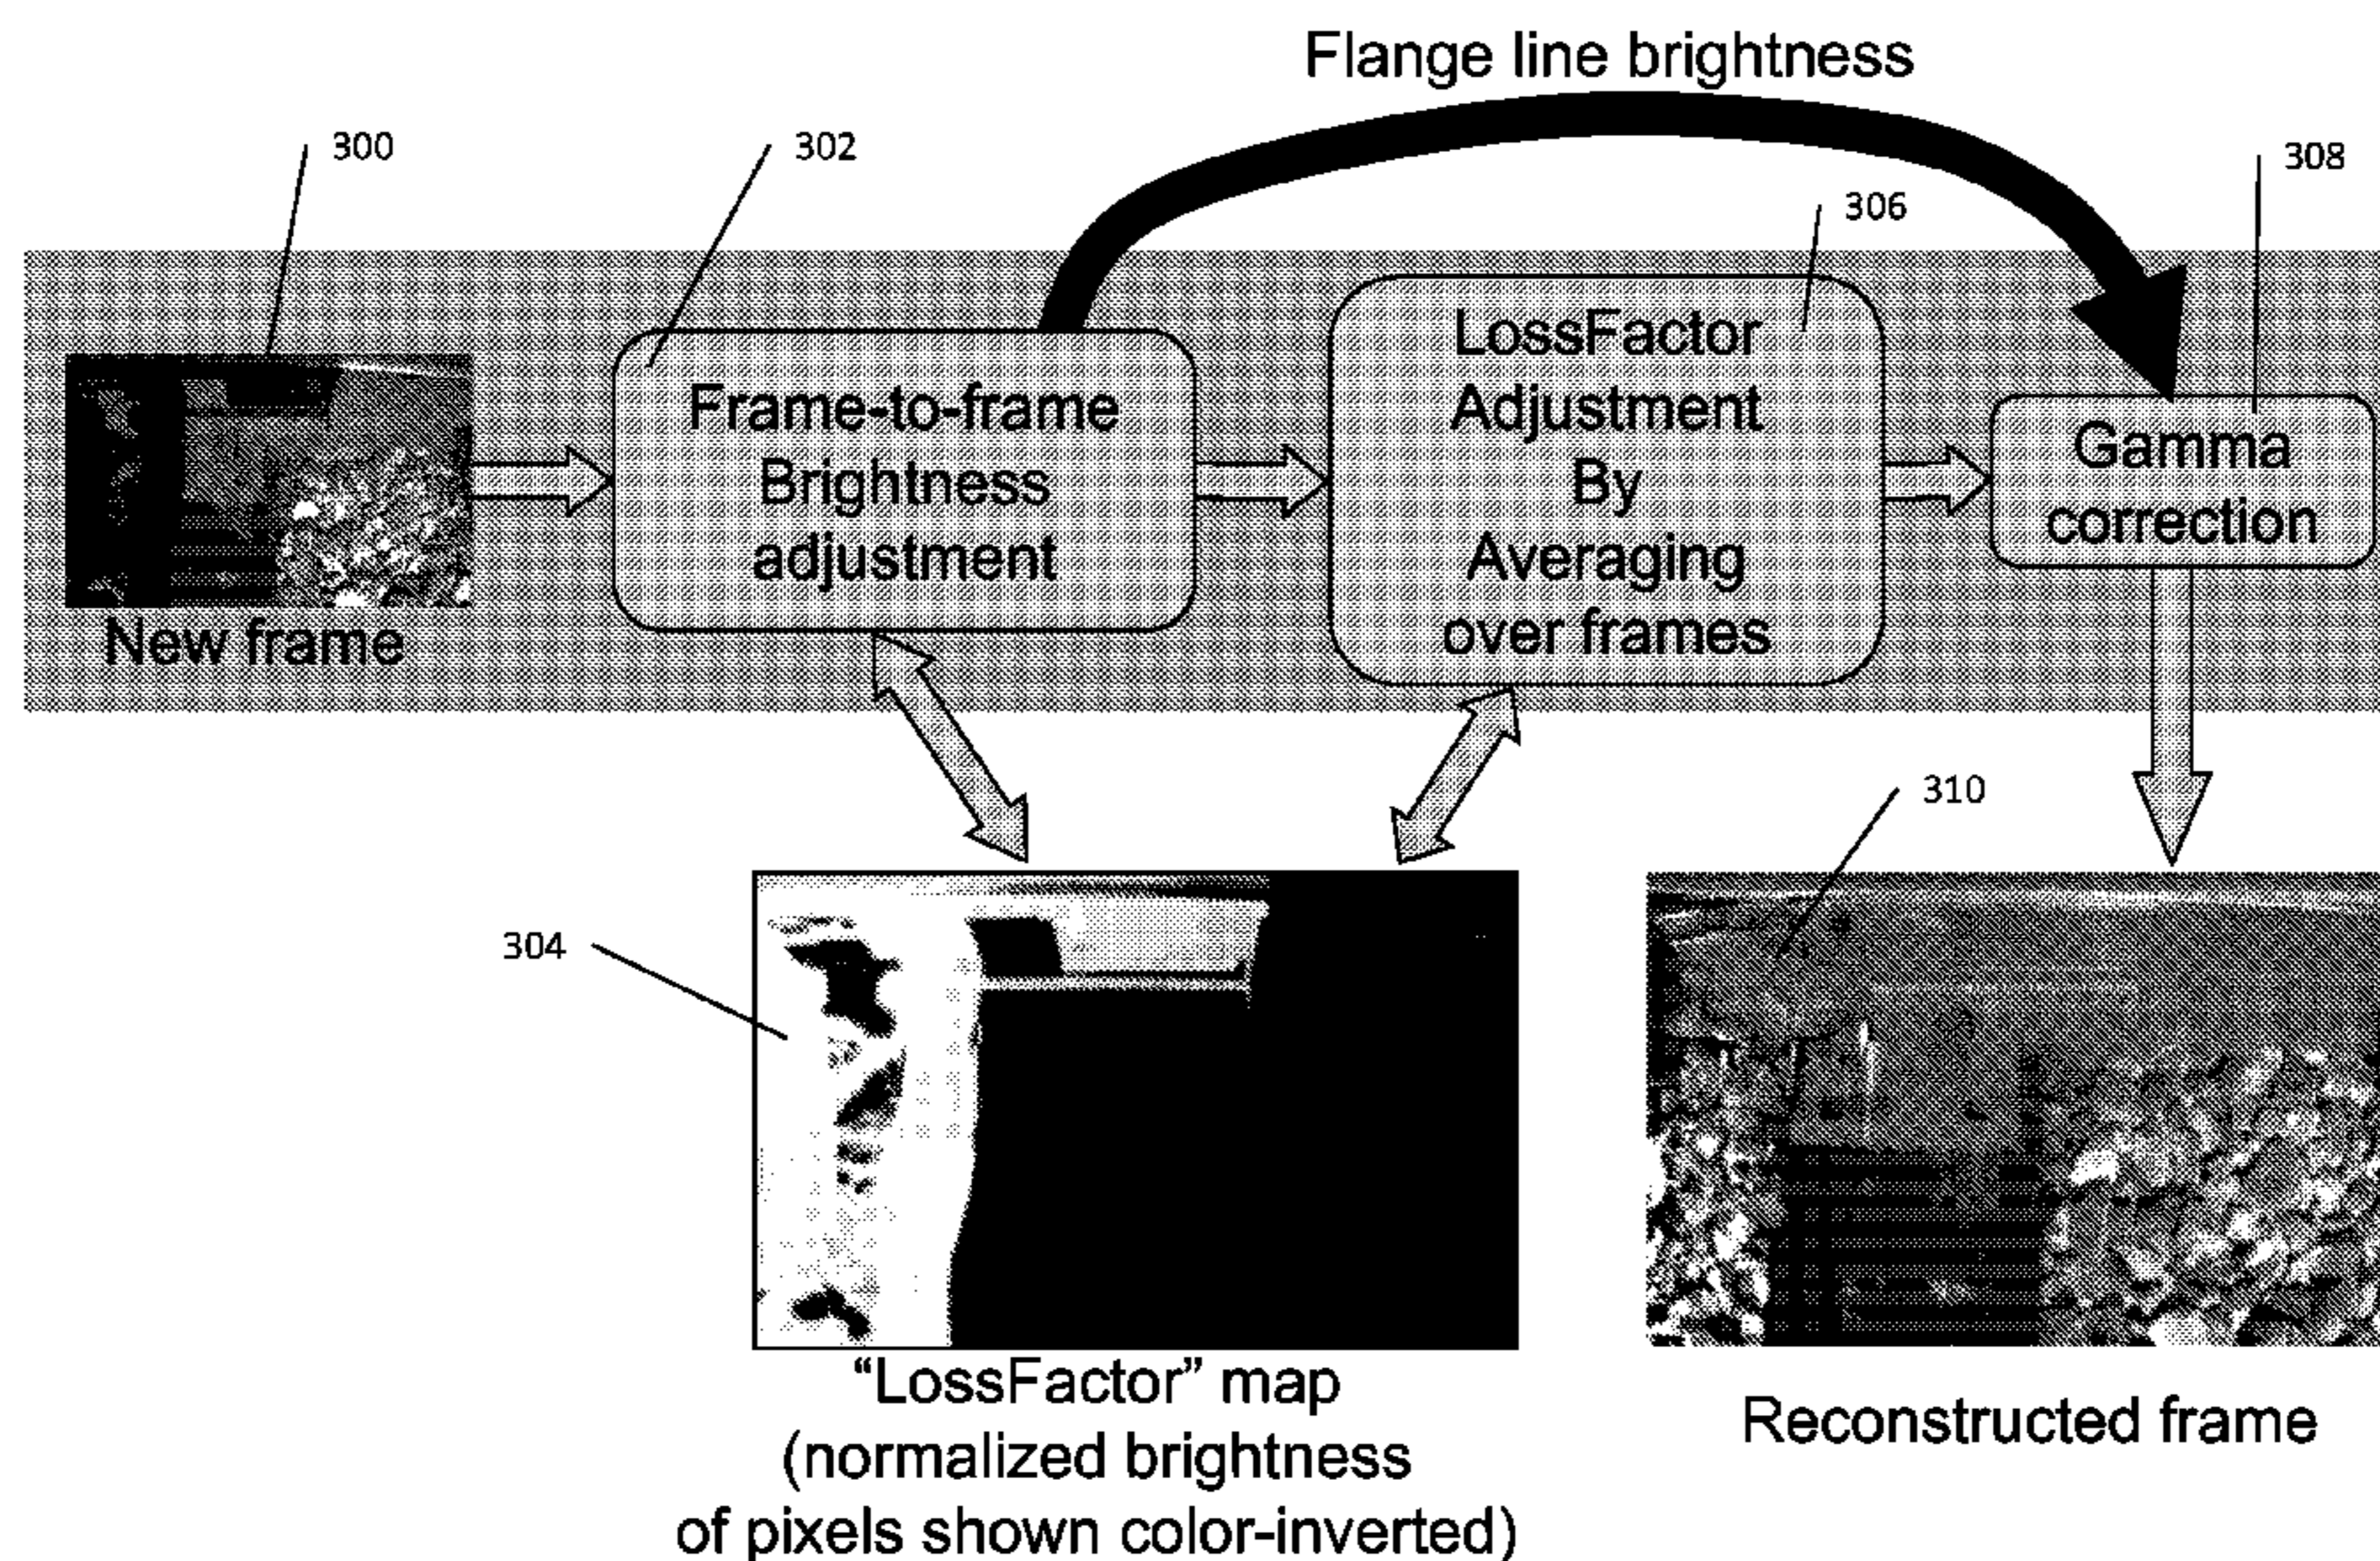 Flange line brightness
300
302
308
306
LossFactor
Adjustment
By
Averaging
over frames
Frame-to-frame
Brightness
adjustment
Gamma
correction
New frame
310
304
“LossFactor” map
(normalized brightness
of pixels shown color-inverted)
Reconstructed frame